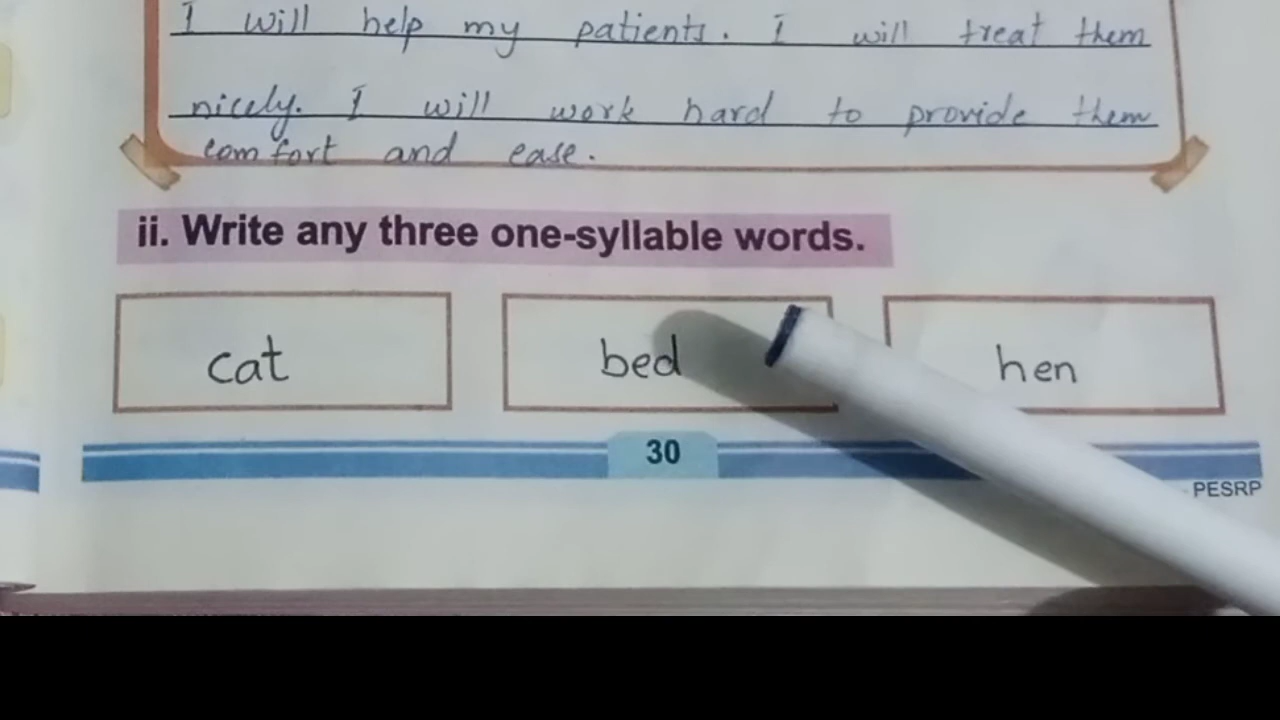 I will help my patients. I will treat them
nicely. I will work hard to provide them
comfort and ease.
ii. Write any three one-syllable words.
cat bed hen
30
PESRP